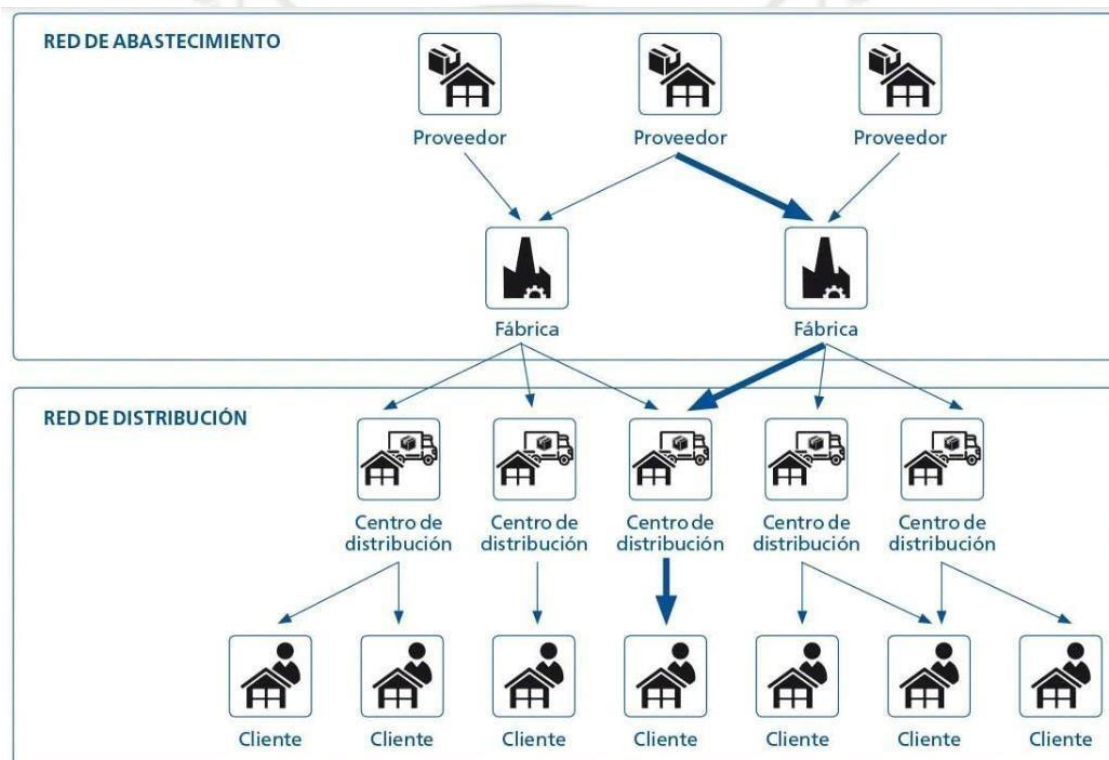 RED DE ABASTECIMIENTO
Proveedor
Proveedor
Proveedor
Fábrica
Fábrica
RED DE DISTRIBUCIÓN
Centro de
distribución
Centro de
distribución
Centro de
distribución
Centro de
distribución
Centro de
distribución
Cliente
Cliente
Cliente
Cliente
Cliente
Cliente
Cliente